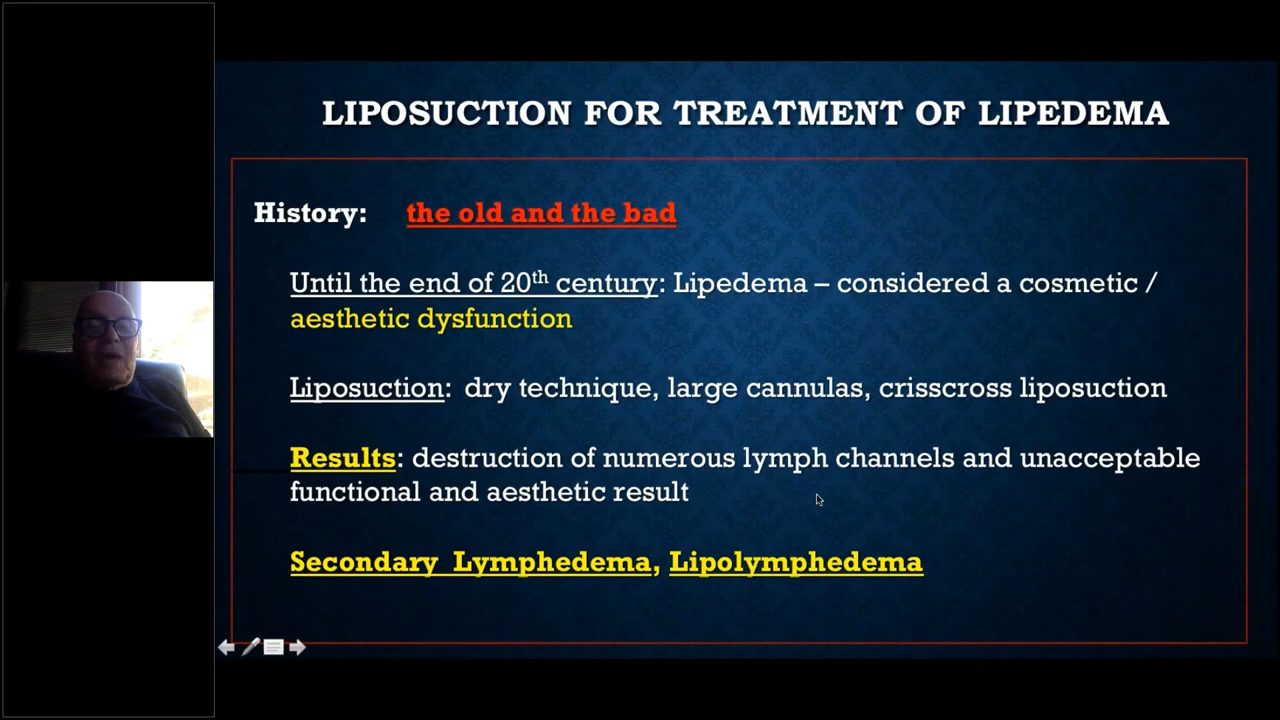 LIPOSUCTION FOR TREATMENT OF LIPEDEMA
History: the old and the bad
Until the end of 20th century: Lipedema – considered a cosmetic /
aesthetic dysfunction
Liposuction: dry technique, large cannulas, crisscross liposuction
Results: destruction of numerous lymph channels and unacceptable
functional and aesthetic result
Secondary Lymphedema, Lipolymphedema